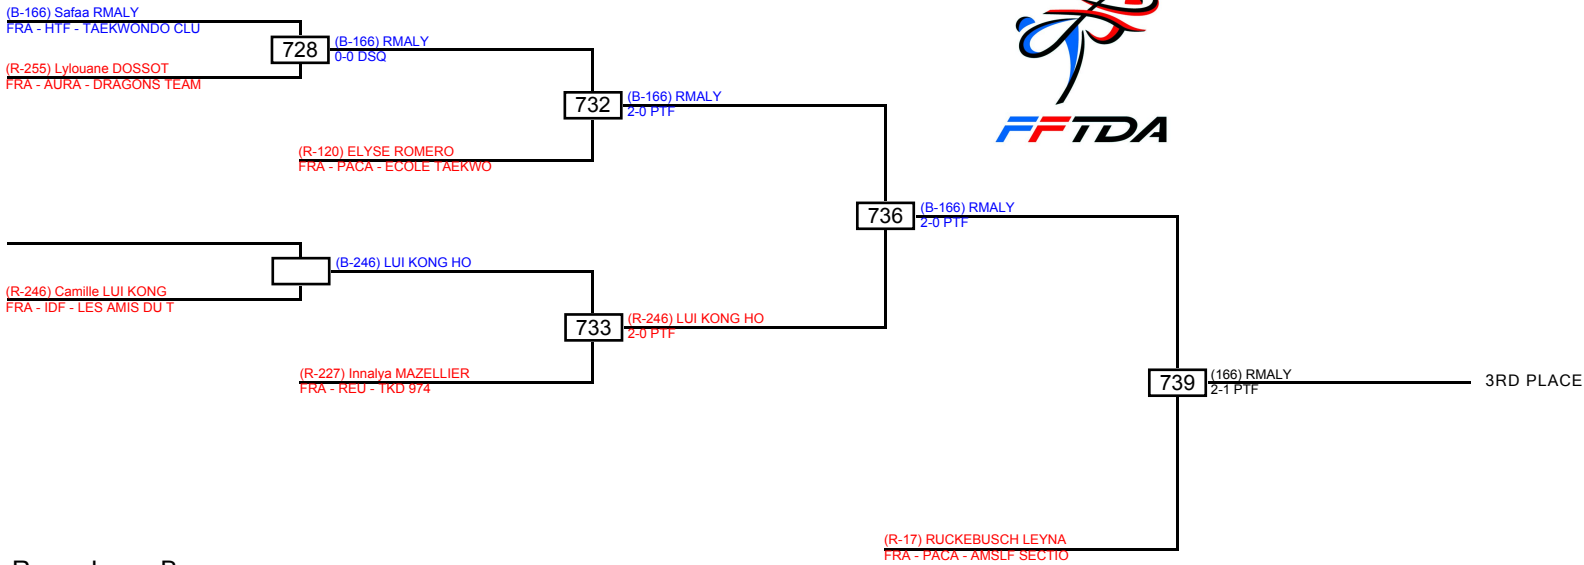 (B-166) Safaa RMALY
FRA - HTF - TAEKWONDO CLU
728
(B-166) RMALY
0-0 DSQ
(R-255) Lylouane DOSSOT
FRA - AURA - DRAGONS TEAM
732
(B-166) RMALY
2-0 PTF
FFTDA
(R-120) ELYSE ROMERO
FRA - PACA - ECOLE TAEKWO
736
(B-166) RMALY
2-0 PTF
(B-246) LUI KONG HO
(R-246) Camille LUI KONG
FRA - IDF - LES AMIS DU T
733
(R-246) LUI KONG HO
2-0 PTF
(R-227) Innalya MAZELLIER
FRA - REU - TKD 974
739
(166) RMALY
2-1 PTF
3RD PLACE
(R-17) RUCKEBUSCH LEYNA
FRA - PACA - AMSLF SECTIO